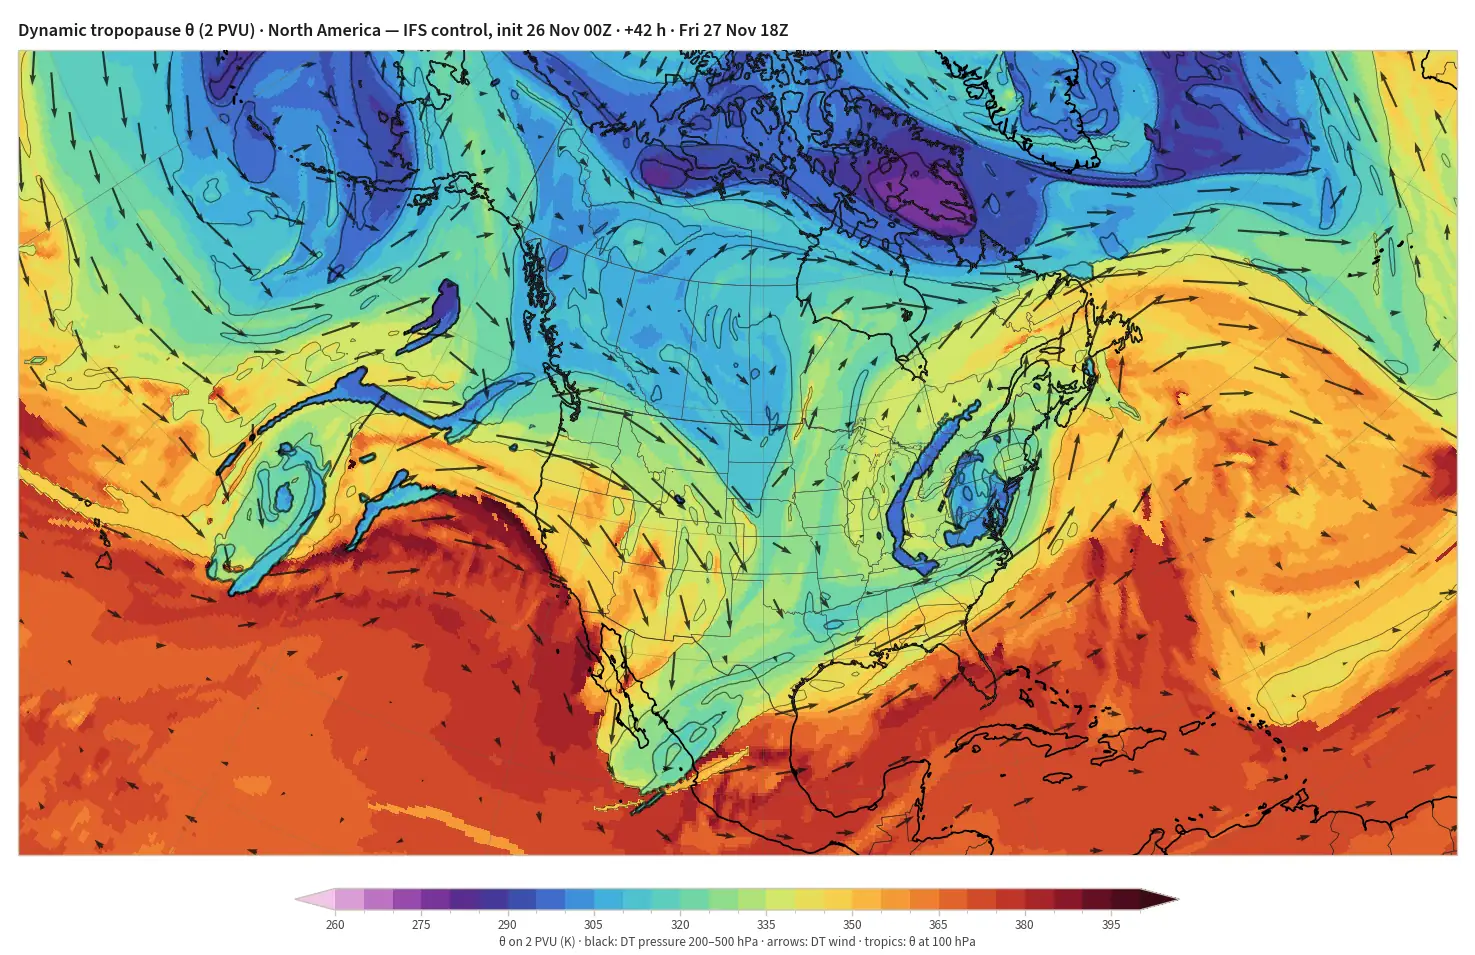 Dynamic tropopause θ (2 PVU) · North America — IFS control, init 26 Nov 00Z · +42 h · Fri 27 Nov 18Z
260 275 290 305 320 335 350 365 380 395
θ on 2 PVU (K) · black: DT pressure 200–500 hPa · arrows: DT wind · tropics: θ at 100 hPa